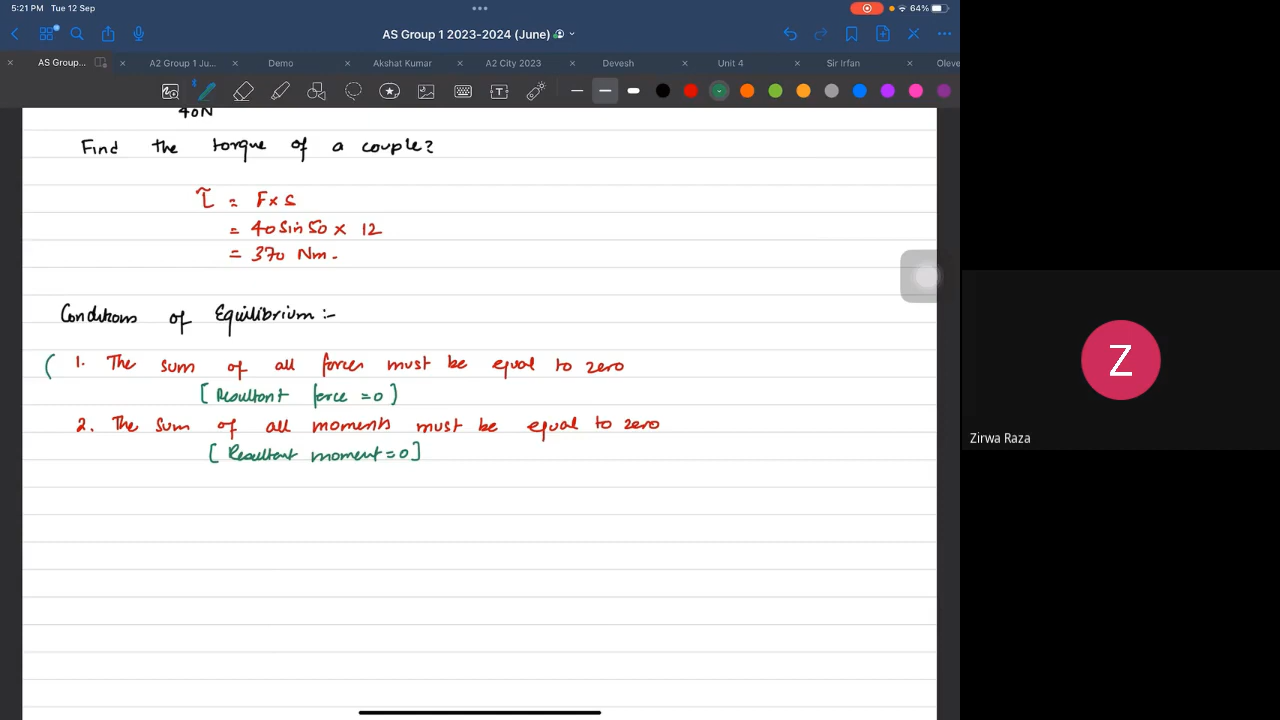 5:21 PM Tue 12 Sep
64%
AS Group 1 2023-2024 (June)
AS Group...
A2 Group 1 Ju...
Demo
Akshat Kumar
A2 City 2023
Devesh
Unit 4
Sir Irfan
Oleve
40N
Find the torque of a couple?
τ = F×S
= 40Sin50 × 12
= 370 Nm.
Conditions of Equilibrium:-
( 1. The sum of all forces must be equal to zero
[Resultant force =0]
2. The sum of all moments must be equal to zero
[Resultant moment=0]
Z
Zirwa Raza